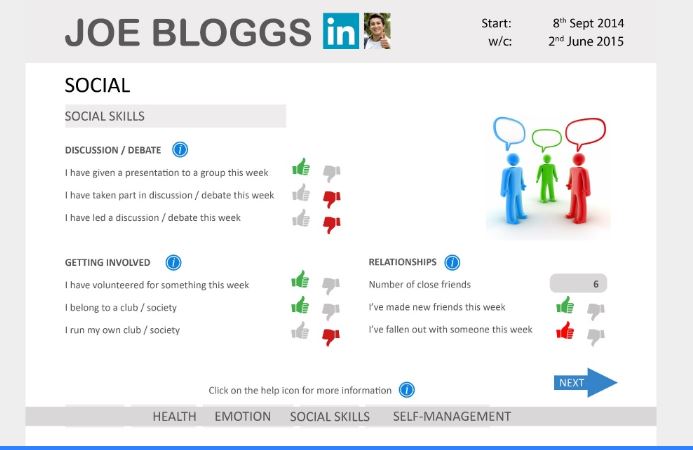 JOE BLOGGS in
Start: 8th Sept 2014
w/c: 2nd June 2015
SOCIAL
SOCIAL SKILLS
DISCUSSION / DEBATE i
I have given a presentation to a group this week
I have taken part in discussion / debate this week
I have led a discussion / debate this week
GETTING INVOLVED i
I have volunteered for something this week
I belong to a club / society
I run my own club / society
RELATIONSHIPS i
Number of close friends 6
I've made new friends this week
I've fallen out with someone this week
NEXT
Click on the help icon for more information i
HEALTH EMOTION SOCIAL SKILLS SELF-MANAGEMENT